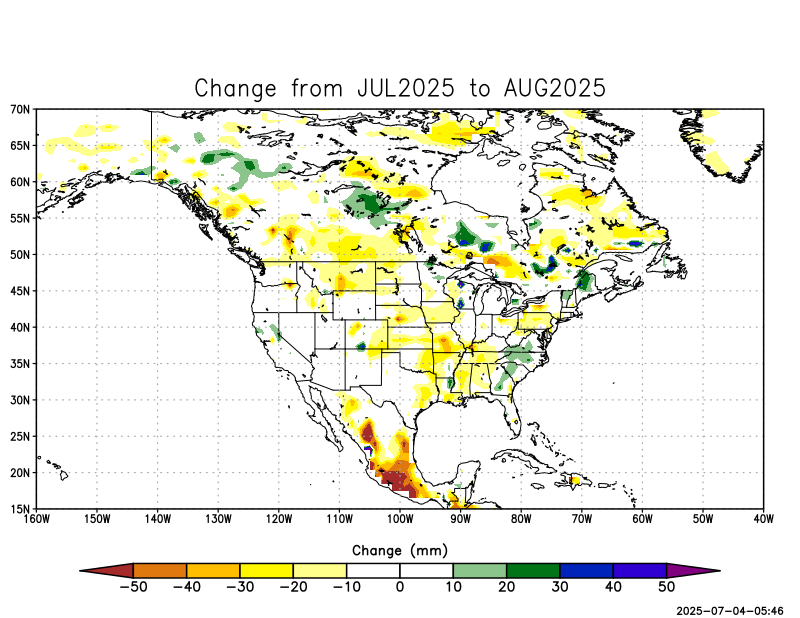 Change from JUL2025 to AUG2025
70N
65N
60N
55N
50N
45N
40N
35N
30N
25N
20N
15N
160W 150W 140W 130W 120W 110W 100W 90W 80W 70W 60W 50W 40W
Change (mm)
−50 −40 −30 −20 −10 0 10 20 30 40 50
2025-07-04-05:46